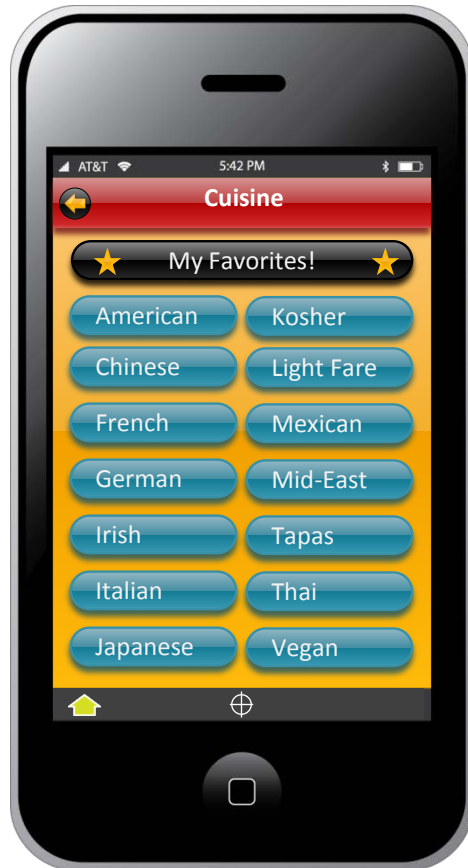 AT&T 5:42 PM
Cuisine
My Favorites!
American Kosher
Chinese Light Fare
French Mexican
German Mid-East
Irish Tapas
Italian Thai
Japanese Vegan